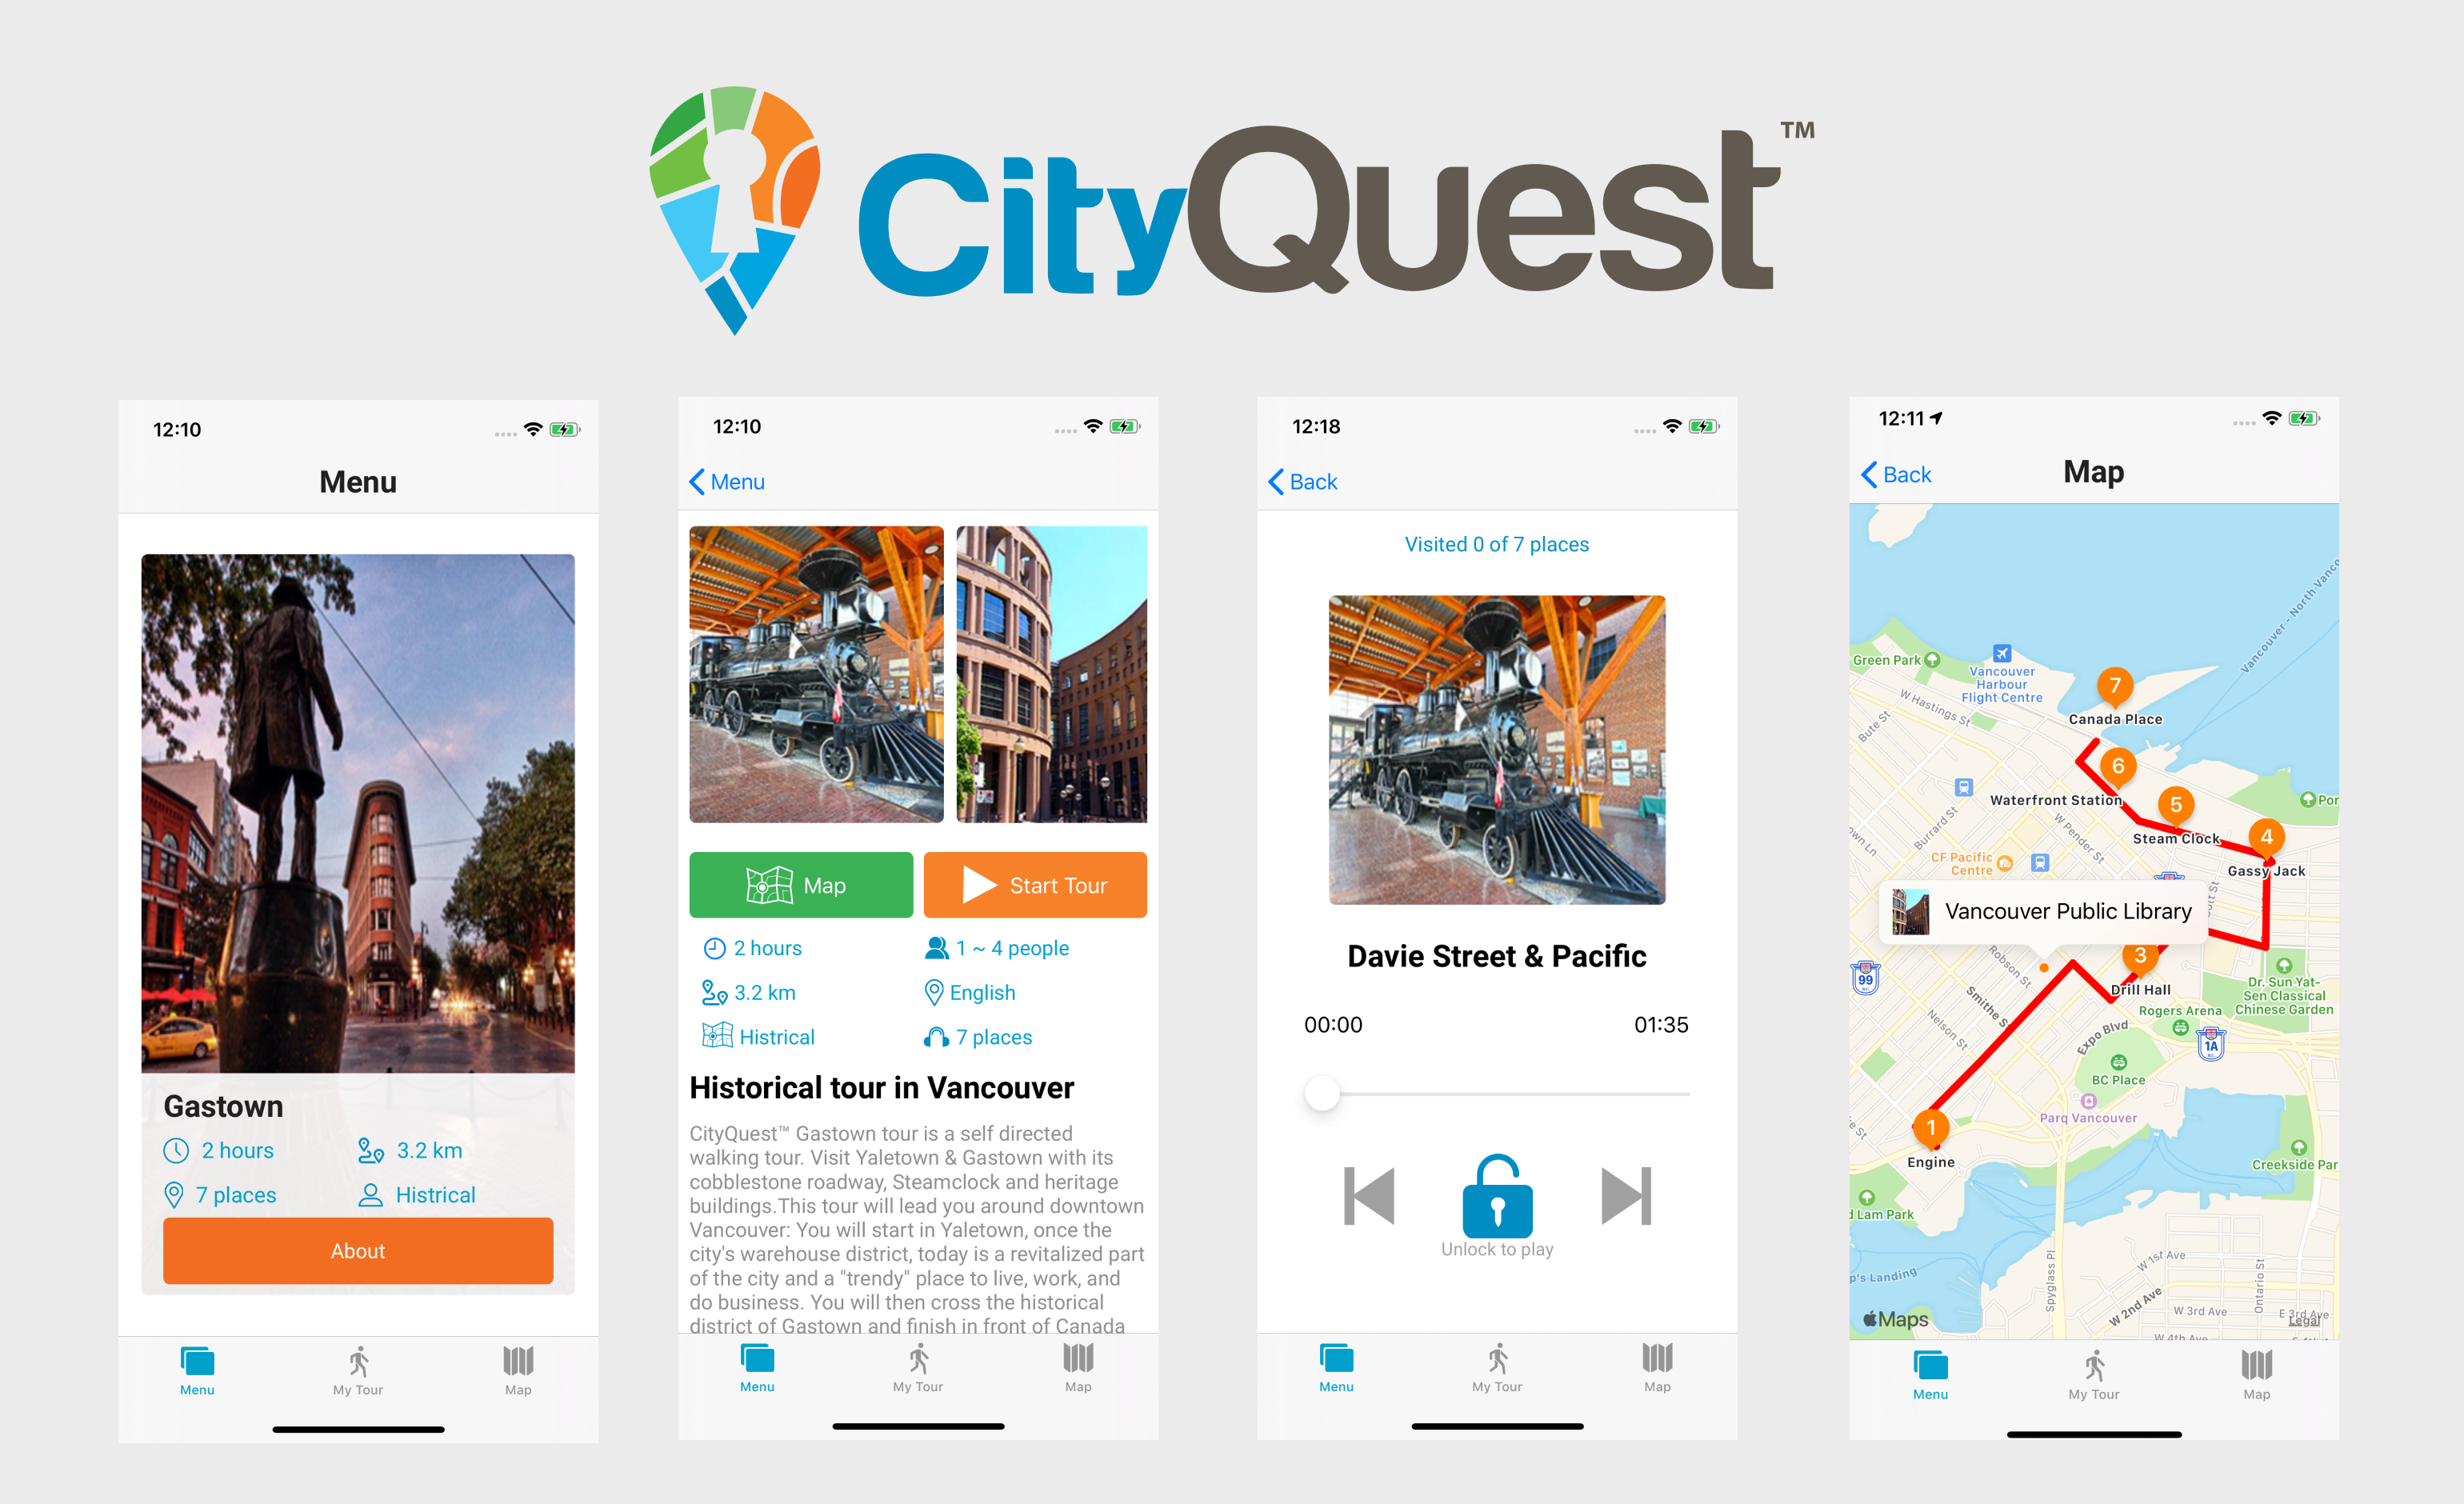 CityQuest™
12:10
Menu
Gastown
2 hours
3.2 km
7 places
Histrical
About
Menu
My Tour
Map
12:10
Menu
Map
Start Tour
2 hours
1 ~ 4 people
3.2 km
English
Histrical
7 places
Historical tour in Vancouver
CityQuest™ Gastown tour is a self directed
walking tour. Visit Yaletown & Gastown with its
cobblestone roadway, Steamclock and heritage
buildings.This tour will lead you around downtown
Vancouver: You will start in Yaletown, once the
city's warehouse district, today is a revitalized part
of the city and a "trendy" place to live, work, and
do business. You will then cross the historical
district of Gastown and finish in front of Canada
Menu
My Tour
Map
12:18
Back
Visited 0 of 7 places
Davie Street & Pacific
00:00
01:35
Unlock to play
Menu
My Tour
Map
12:11
Back
Map
Vancouver - North Vanco
Green Park
Vancouver
Harbour
Flight Centre
W Hastings St
Bute St
7
Canada Place
6
Waterfront Station
5
Steam Clock
4
Gassy Jack
Por
W Pender St
Burrard St
wn Ln
CF Pacific
Centre
Vancouver Public Library
Robson St
99
3
Drill Hall
Dr. Sun Yat-
Sen Classical
Chinese Garden
Smithe S
Nelson St
Rogers Arena
Expo Blvd
1A
BC Place
Parq Vancouver
1
Engine
e St
Creekside Par
d Lam Park
p's Landing
Spyglass Pl
W 1st Ave
W 2nd Ave
W 3rd Ave
Ontario St
E 3rd Ave
Legal
W 4th Ave
Maps
Menu
My Tour
Map